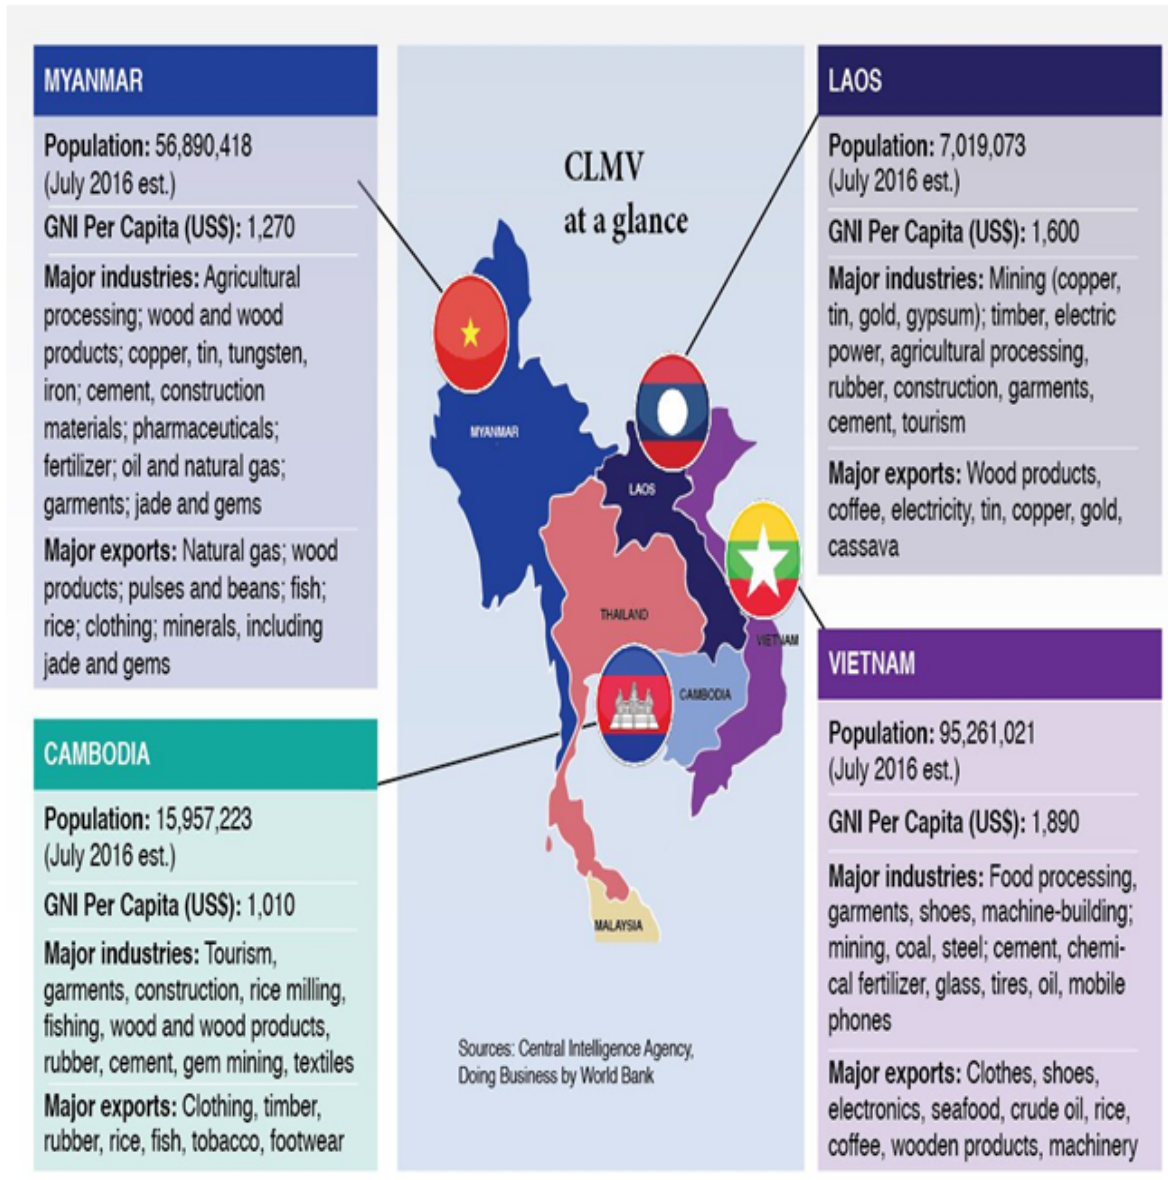 MYANMAR
Population: 56,890,418
(July 2016 est.)
GNI Per Capita (US$): 1,270
Major industries: Agricultural
processing; wood and wood
products; copper, tin, tungsten,
iron; cement, construction
materials; pharmaceuticals;
fertilizer; oil and natural gas;
garments; jade and gems
Major exports: Natural gas; wood
products; pulses and beans; fish;
rice; clothing; minerals, including
jade and gems
CAMBODIA
Population: 15,957,223
(July 2016 est.)
GNI Per Capita (US$): 1,010
Major industries: Tourism,
garments, construction, rice milling,
fishing, wood and wood products,
rubber, cement, gem mining, textiles
Major exports: Clothing, timber,
rubber, rice, fish, tobacco, footwear
CLMV
at a glance
MYANMAR
LAOS
THAILAND
VIETNAM
CAMBODIA
MALAYSIA
Sources: Central Intelligence Agency,
Doing Business by World Bank
LAOS
Population: 7,019,073
(July 2016 est.)
GNI Per Capita (US$): 1,600
Major industries: Mining (copper,
tin, gold, gypsum); timber, electric
power, agricultural processing,
rubber, construction, garments,
cement, tourism
Major exports: Wood products,
coffee, electricity, tin, copper, gold,
cassava
VIETNAM
Population: 95,261,021
(July 2016 est.)
GNI Per Capita (US$): 1,890
Major industries: Food processing,
garments, shoes, machine-building;
mining, coal, steel; cement, chemi-
cal fertilizer, glass, tires, oil, mobile
phones
Major exports: Clothes, shoes,
electronics, seafood, crude oil, rice,
coffee, wooden products, machinery